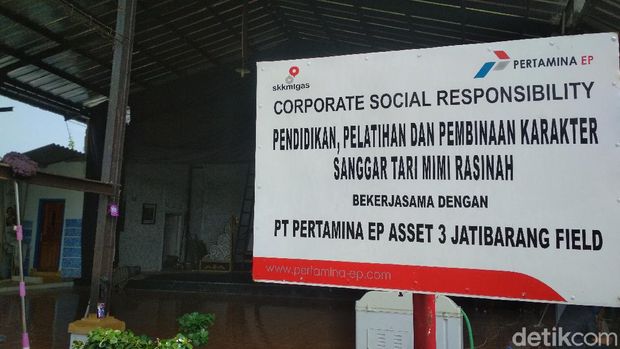 skkmigas
PERTAMINA EP
CORPORATE SOCIAL RESPONSIBILITY
PENDIDIKAN, PELATIHAN DAN PEMBINAAN KARAKTER
SANGGAR TARI MIMI RASINAH
BEKERJASAMA DENGAN
PT PERTAMINA EP ASSET 3 JATIBARANG FIELD
www.pertamina-ep.com
detikcom